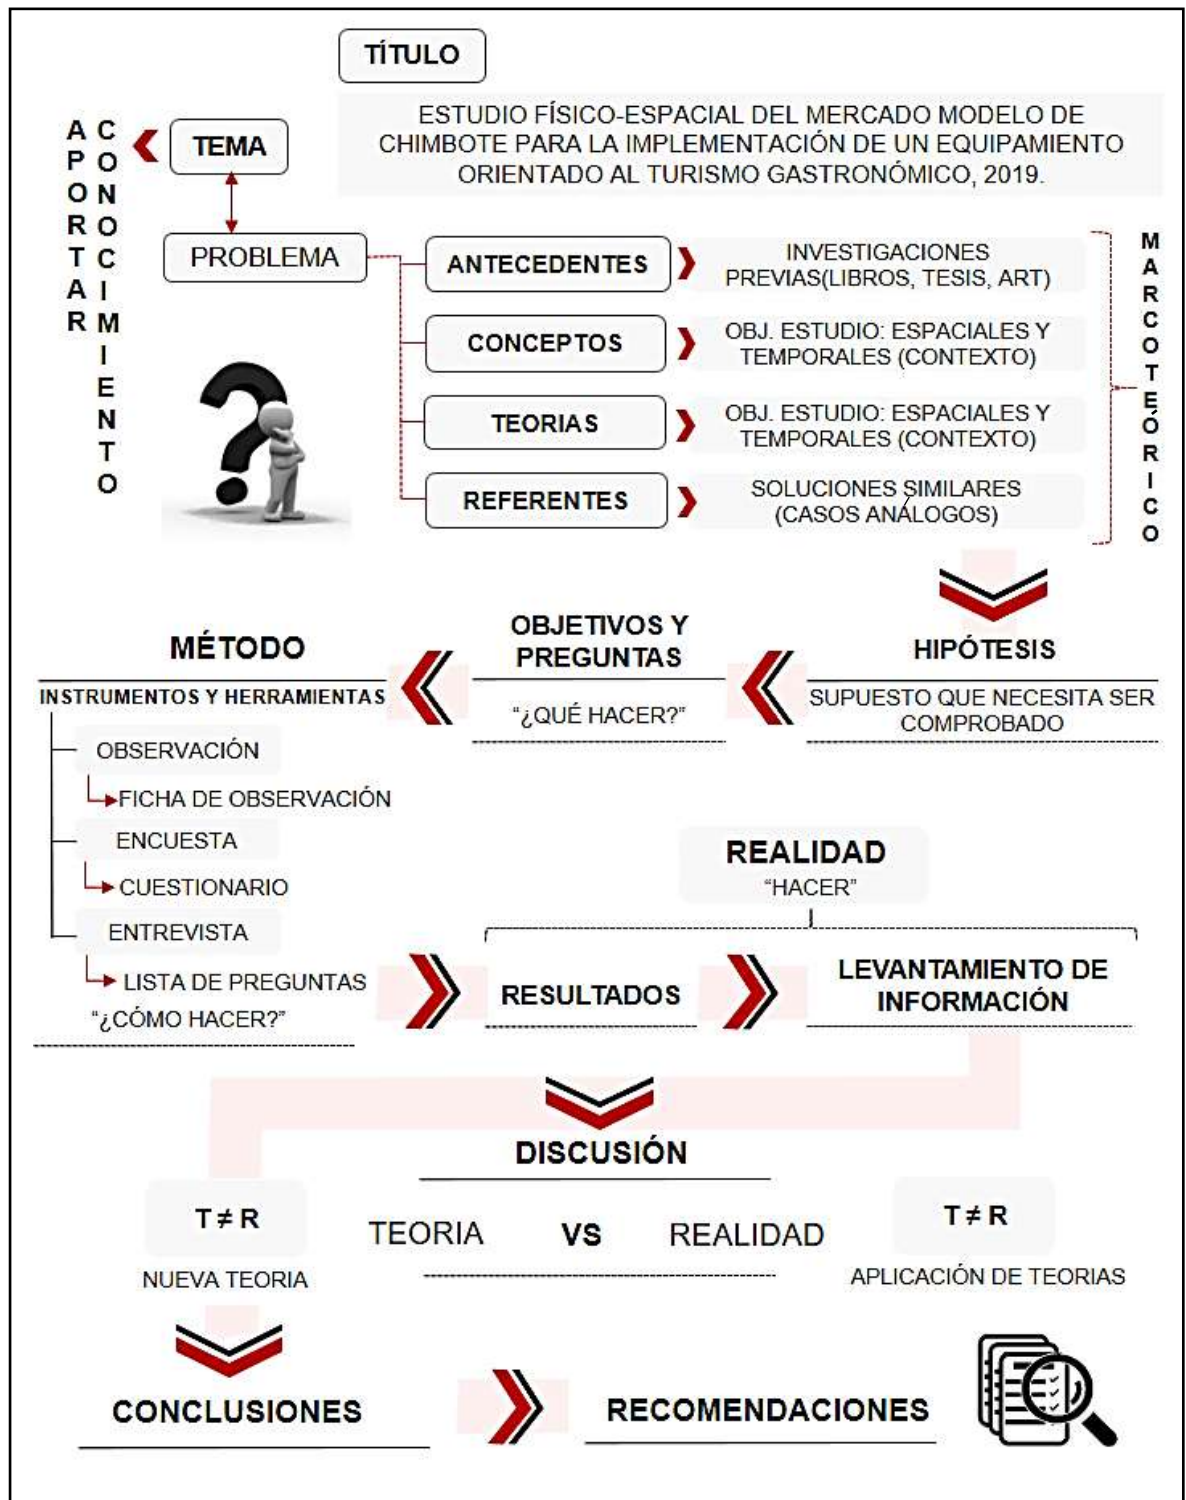 TÍTULO
ESTUDIO FÍSICO-ESPACIAL DEL MERCADO MODELO DE
CHIMBOTE PARA LA IMPLEMENTACIÓN DE UN EQUIPAMIENTO
ORIENTADO AL TURISMO GASTRONÓMICO, 2019.
APORTAR
CONOCIMIENTO
TEMA
PROBLEMA
ANTECEDENTES
INVESTIGACIONES
PREVIAS(LIBROS, TESIS, ART)
CONCEPTOS
OBJ. ESTUDIO: ESPACIALES Y
TEMPORALES (CONTEXTO)
TEORIAS
OBJ. ESTUDIO: ESPACIALES Y
TEMPORALES (CONTEXTO)
REFERENTES
SOLUCIONES SIMILARES
(CASOS ANÁLOGOS)
MARCO TEÓRICO
HIPÓTESIS
SUPUESTO QUE NECESITA SER
COMPROBADO
OBJETIVOS Y
PREGUNTAS
“¿QUÉ HACER?”
MÉTODO
INSTRUMENTOS Y HERRAMIENTAS
OBSERVACIÓN
FICHA DE OBSERVACIÓN
ENCUESTA
CUESTIONARIO
ENTREVISTA
LISTA DE PREGUNTAS
“¿CÓMO HACER?”
REALIDAD
“HACER”
RESULTADOS
LEVANTAMIENTO DE
INFORMACIÓN
DISCUSIÓN
TEORIA VS REALIDAD
T ≠ R
NUEVA TEORIA
T ≠ R
APLICACIÓN DE TEORIAS
CONCLUSIONES
RECOMENDACIONES